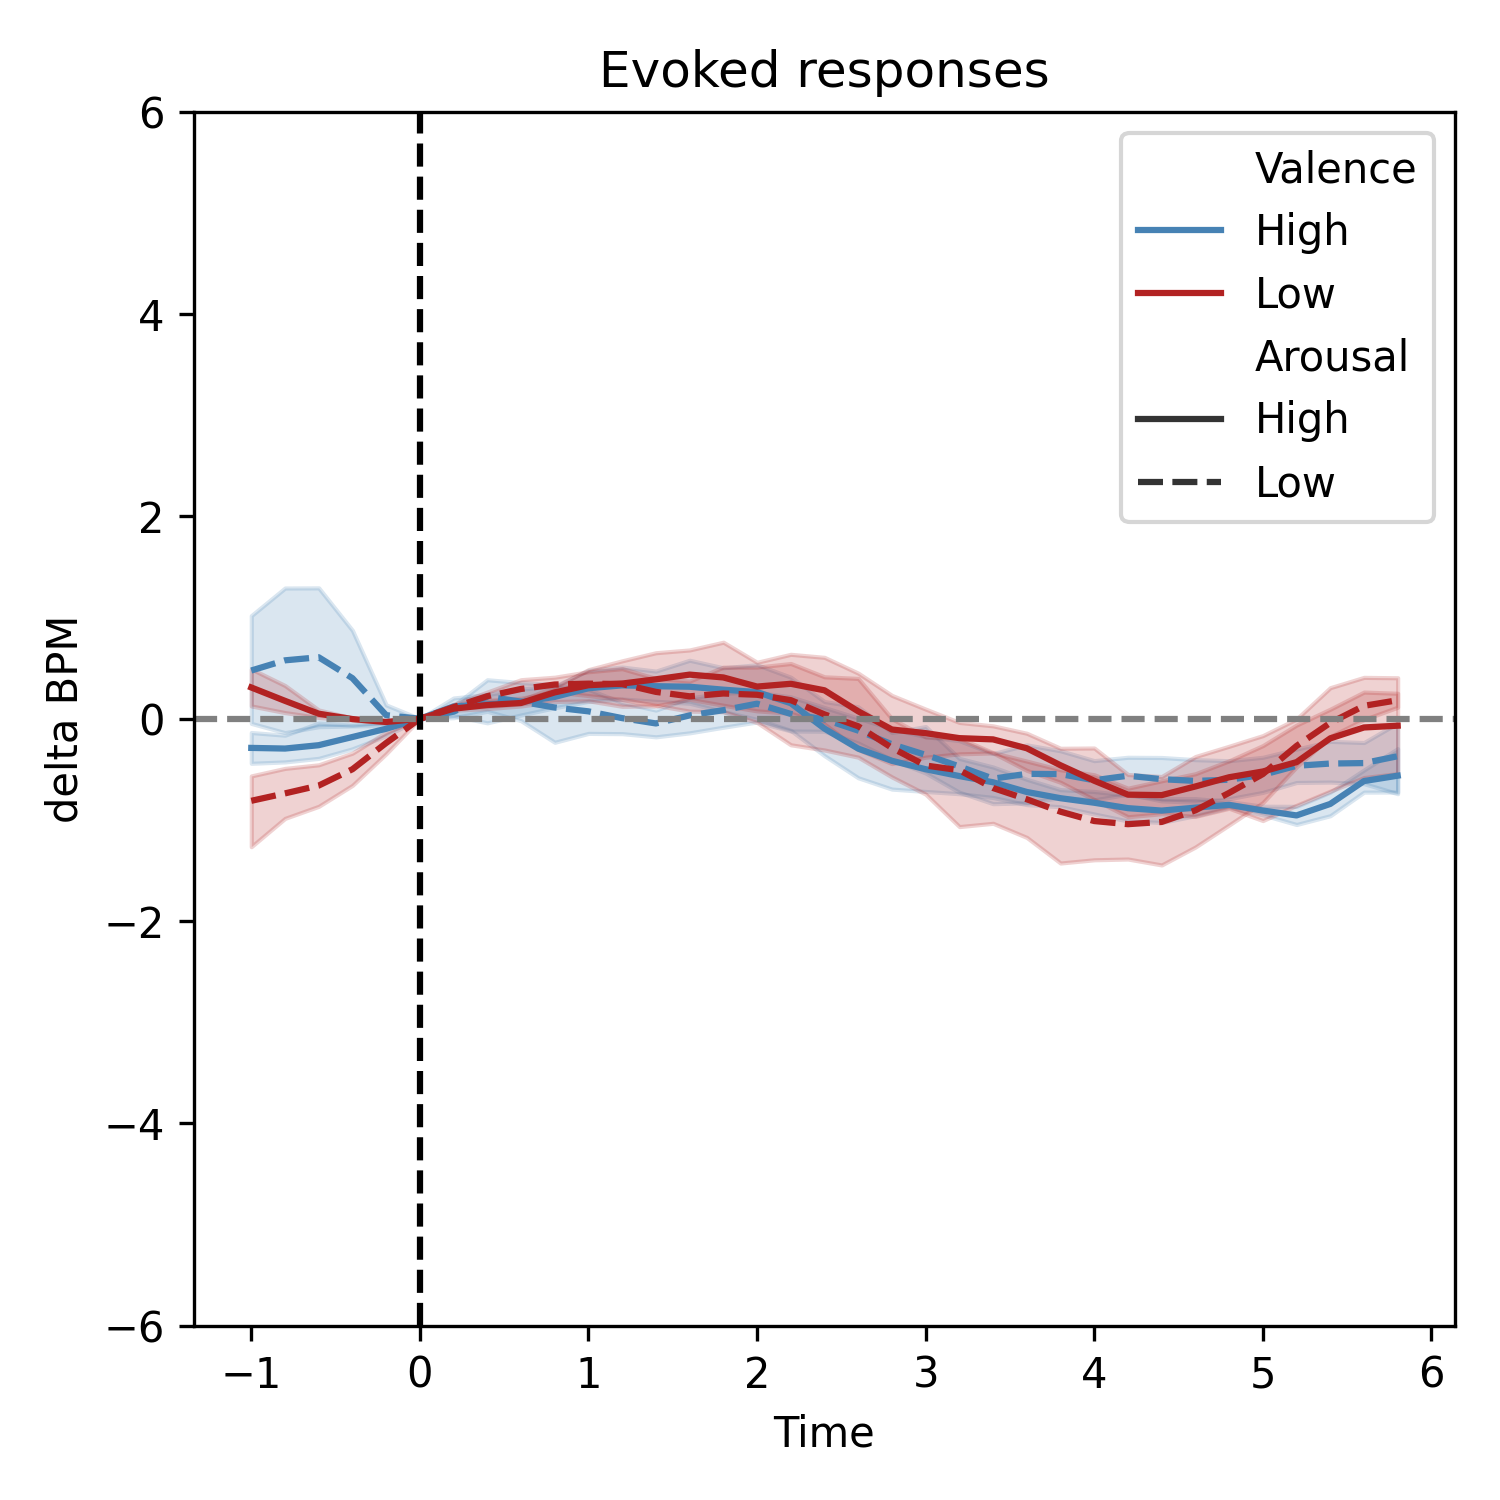 Evoked responses
6
4
2
0
−2
−4
−6
delta BPM
Valence
High
Low
Arousal
High
Low
−1 0 1 2 3 4 5 6
Time